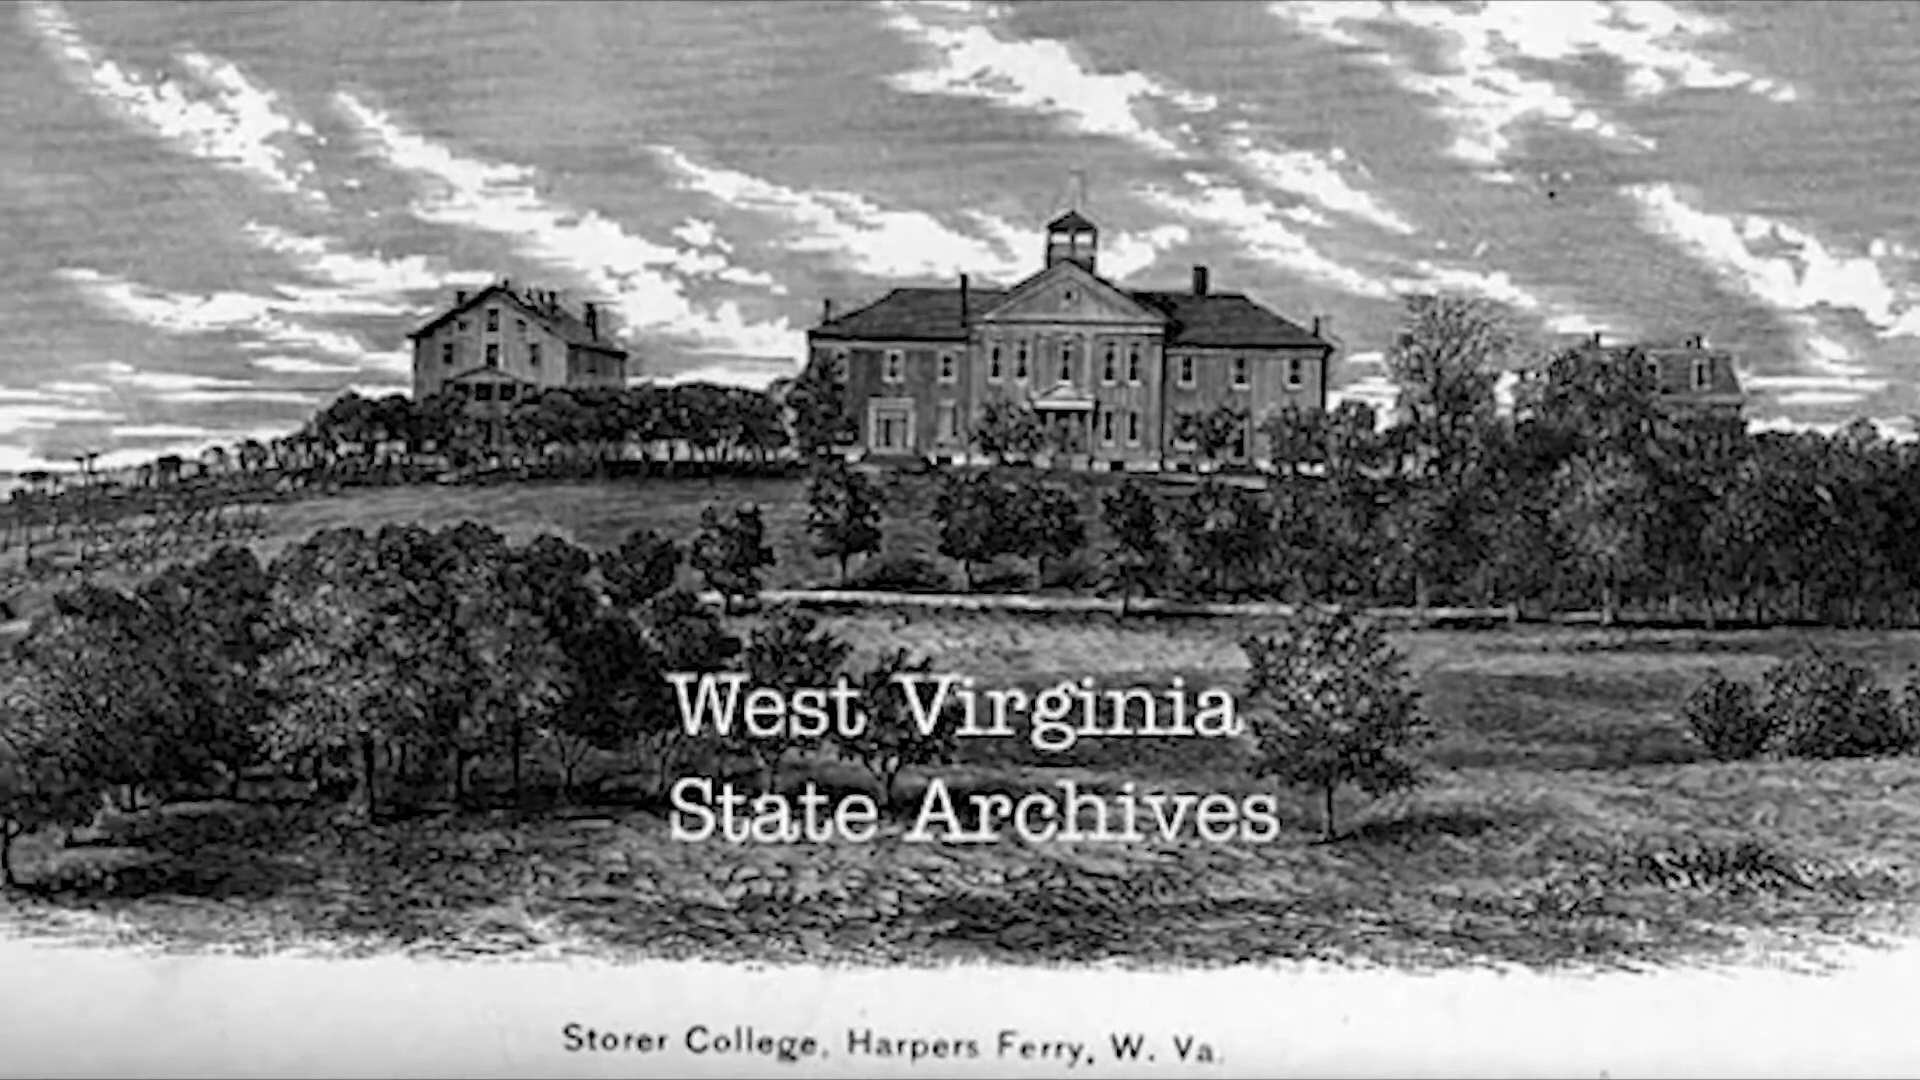 West Virginia
State Archives
Storer College, Harpers Ferry, W. Va.